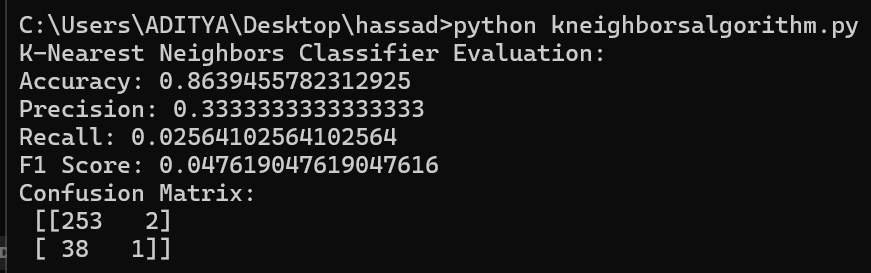 C:\Users\ADITYA\Desktop\hassad>python kneighborsalgorithm.py
K-Nearest Neighbors Classifier Evaluation:
Accuracy: 0.8639455782312925
Precision: 0.3333333333333333
Recall: 0.02564102564102564
F1 Score: 0.047619047619047616
Confusion Matrix:
[[253   2]
[ 38   1]]